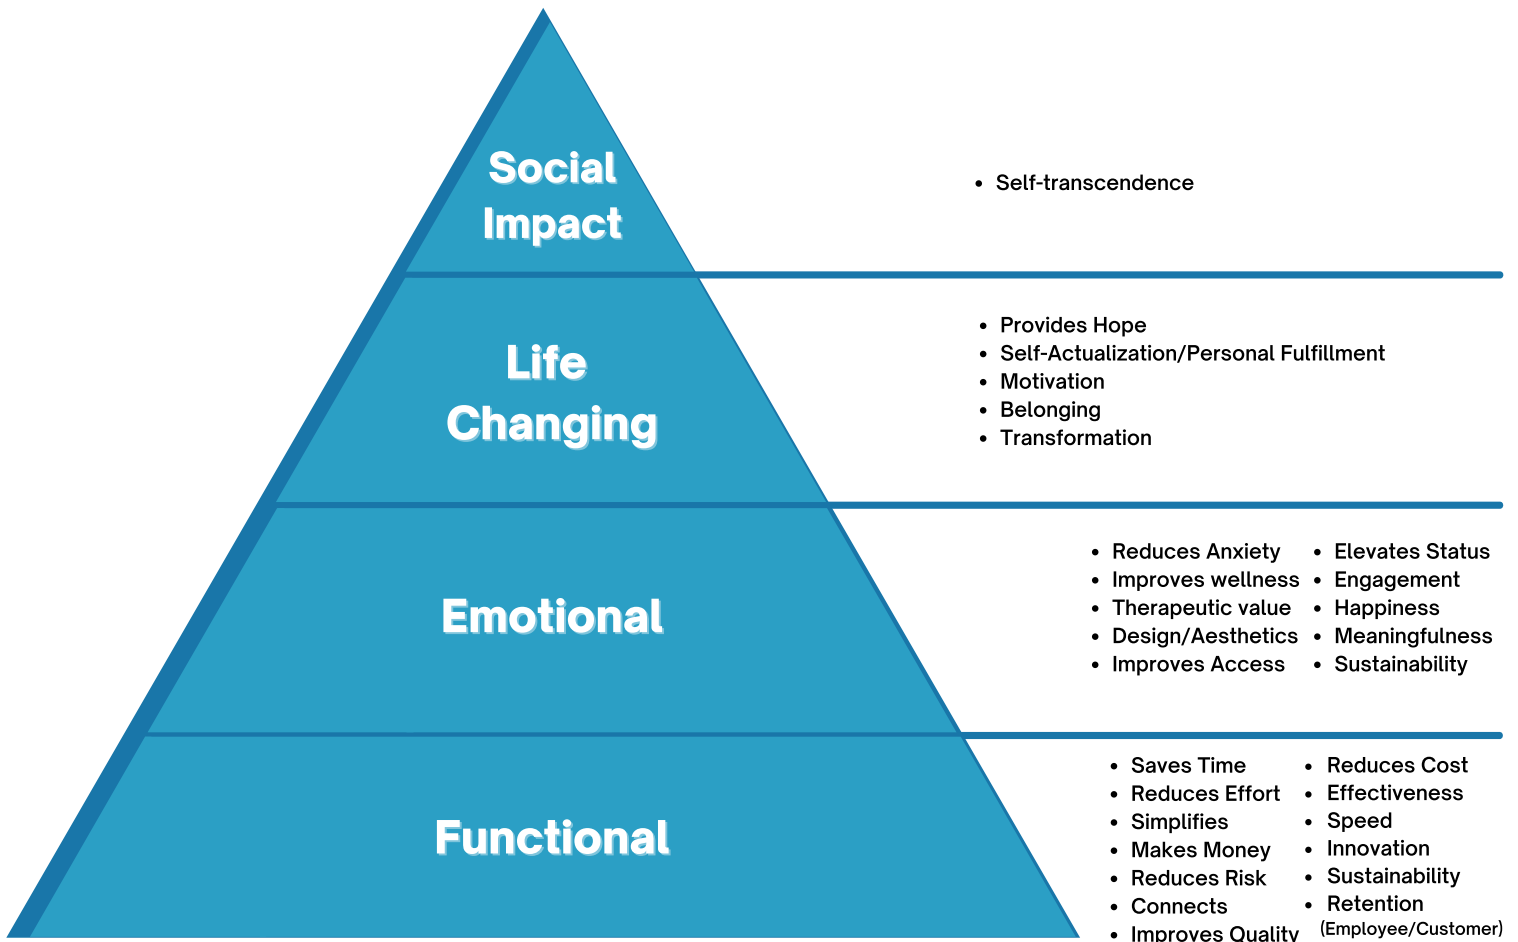 Social
Impact
• Self-transcendence
Life
Changing
• Provides Hope
• Self-Actualization/Personal Fulfillment
• Motivation
• Belonging
• Transformation
Emotional
• Reduces Anxiety
• Improves wellness
• Therapeutic value
• Design/Aesthetics
• Improves Access
• Elevates Status
• Engagement
• Happiness
• Meaningfulness
• Sustainability
Functional
• Saves Time
• Reduces Effort
• Simplifies
• Makes Money
• Reduces Risk
• Connects
• Improves Quality
• Reduces Cost
• Effectiveness
• Speed
• Innovation
• Sustainability
• Retention
(Employee/Customer)